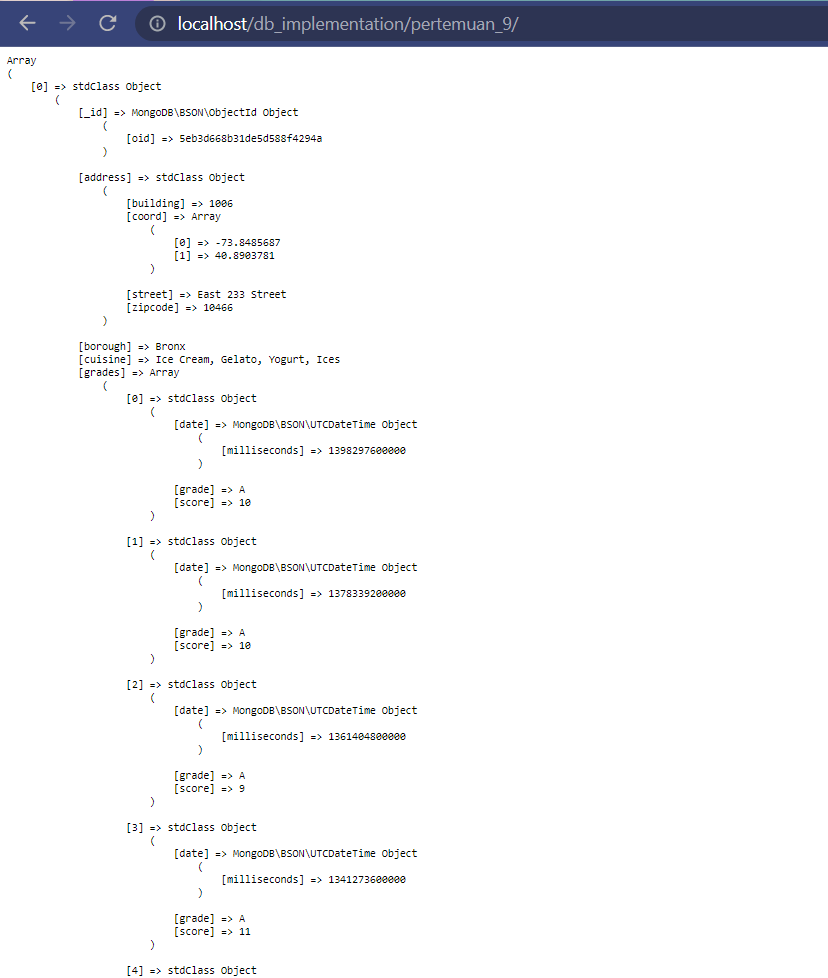 localhost/db_implementation/pertemuan_9/
Array
(
    [0] => stdClass Object
        (
            [_id] => MongoDB\BSON\ObjectId Object
                (
                    [oid] => 5eb3d668b31de5d588f4294a
                )

            [address] => stdClass Object
                (
                    [building] => 1006
                    [coord] => Array
                        (
                            [0] => -73.8485687
                            [1] => 40.8903781
                        )

                    [street] => East 233 Street
                    [zipcode] => 10466
                )

            [borough] => Bronx
            [cuisine] => Ice Cream, Gelato, Yogurt, Ices
            [grades] => Array
                (
                    [0] => stdClass Object
                        (
                            [date] => MongoDB\BSON\UTCDateTime Object
                                (
                                    [milliseconds] => 1398297600000
                                )

                            [grade] => A
                            [score] => 10
                        )

                    [1] => stdClass Object
                        (
                            [date] => MongoDB\BSON\UTCDateTime Object
                                (
                                    [milliseconds] => 1378339200000
                                )

                            [grade] => A
                            [score] => 10
                        )

                    [2] => stdClass Object
                        (
                            [date] => MongoDB\BSON\UTCDateTime Object
                                (
                                    [milliseconds] => 1361404800000
                                )

                            [grade] => A
                            [score] => 9
                        )

                    [3] => stdClass Object
                        (
                            [date] => MongoDB\BSON\UTCDateTime Object
                                (
                                    [milliseconds] => 1341273600000
                                )

                            [grade] => A
                            [score] => 11
                        )

                    [4] => stdClass Object